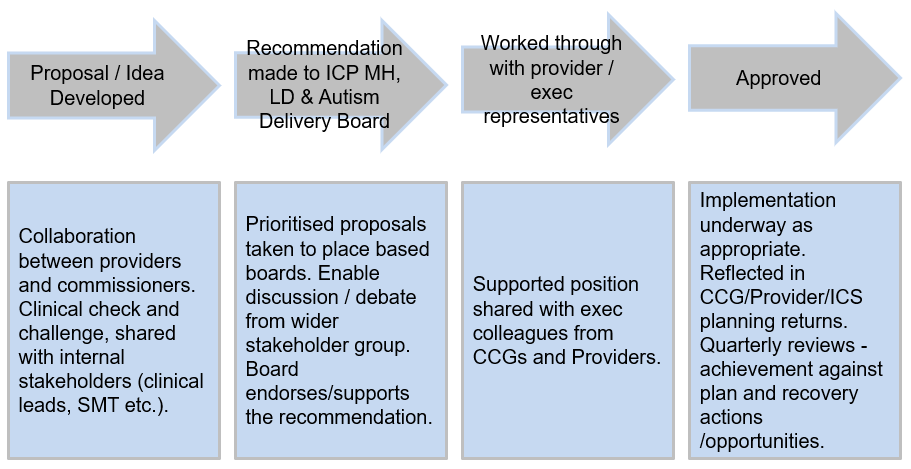 Proposal / Idea
Developed
Recommendation
made to ICP MH,
LD & Autism
Delivery Board
Worked through
with provider /
exec
representatives
Approved
Collaboration
between providers
and commissioners.
Clinical check and
challenge, shared
with internal
stakeholders (clinical
leads, SMT etc.).
Prioritised proposals
taken to place based
boards. Enable
discussion / debate
from wider
stakeholder group.
Board
endorses/supports
the recommendation.
Supported position
shared with exec
colleagues from
CCGs and Providers.
Implementation
underway as
appropriate.
Reflected in
CCG/Provider/ICS
planning returns.
Quarterly reviews -
achievement against
plan and recovery
actions
/opportunities.